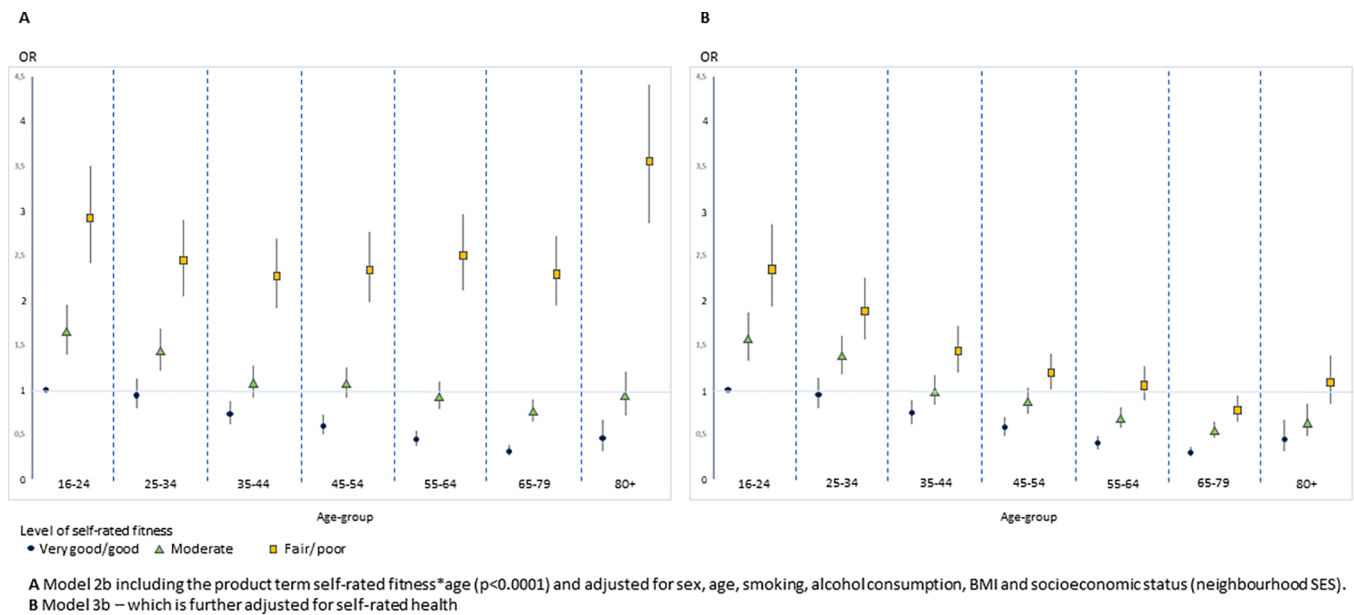 A B
OR OR
4,5 4,5
4 4
3,5 3,5
3 3
2,5 2,5
2 2
1,5 1,5
1 1
0,5 0,5
0 0
16-24 25-34 35-44 45-54 55-64 65-79 80+ 16-24 25-34 35-44 45-54 55-64 65-79 80+
Age-group Age-group
Level of self-rated fitness
Very good/good Moderate Fair/poor
A Model 2b including the product term self-rated fitness*age (p<0.0001) and adjusted for sex, age, smoking, alcohol consumption, BMI and socioeconomic status (neighbourhood SES).
B Model 3b – which is further adjusted for self-rated health